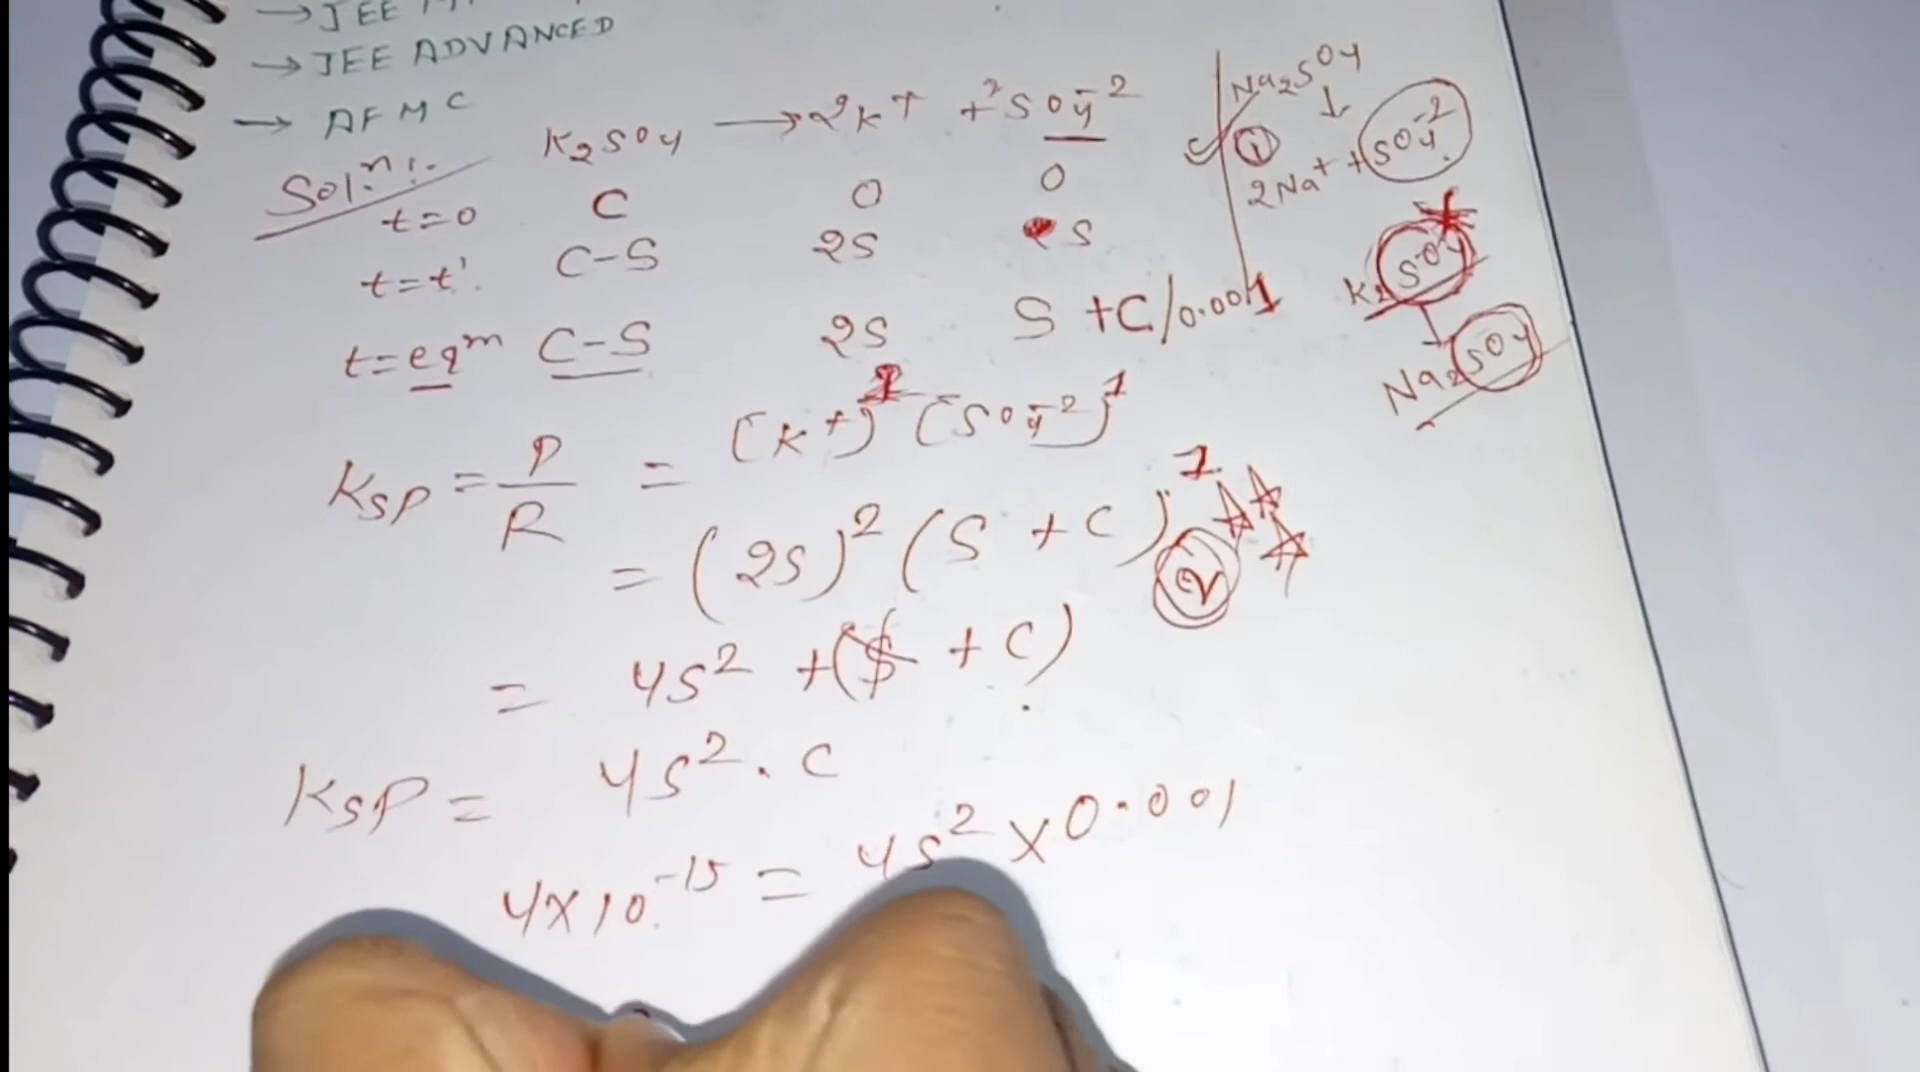 → JEE
→ JEE ADVANCED
→ AFMC
Solⁿ:-
K₂SO₄ → 2K⁺ + SO₄⁻²
t=0 C 0 0
t=t' C-S 2S S
t=eqᵐ C-S 2S S + C/0.001
Ksp = P/R = [K⁺] [SO₄⁻²]¹
= (2S)² (S + C)¹
2
= 4S² +(S + C)
Ksp = 4S² . C
4×10⁻¹⁵ = 4S² × 0.001
Na₂SO₄
↓
① 2Na⁺ + SO₄⁻²
K₂SO₄
↓
Na₂SO₄